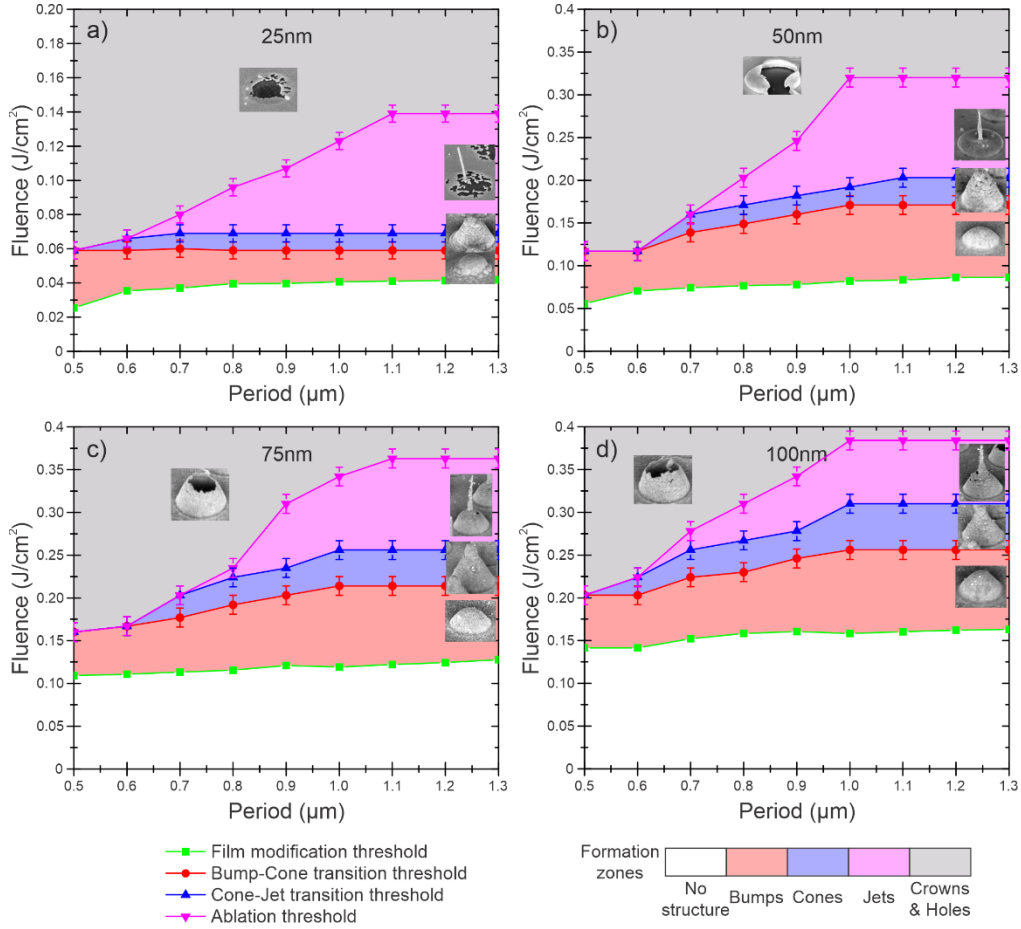 a)
25nm
0.20
0.18
0.16
0.14
0.12
0.10
0.08
0.06
0.04
0.02
0
Fluence (J/cm²)
0.5 0.6 0.7 0.8 0.9 1.0 1.1 1.2 1.3
Period (µm)
b)
50nm
0.4
0.35
0.30
0.25
0.20
0.15
0.10
0.05
0
Fluence (J/cm²)
0.5 0.6 0.7 0.8 0.9 1.0 1.1 1.2 1.3
Period (µm)
c)
75nm
0.4
0.35
0.30
0.25
0.20
0.15
0.10
0.05
0
Fluence (J/cm²)
0.5 0.6 0.7 0.8 0.9 1.0 1.1 1.2 1.3
Period (µm)
d)
100nm
0.4
0.35
0.30
0.25
0.20
0.15
0.10
0.05
0
Fluence (J/cm²)
0.5 0.6 0.7 0.8 0.9 1.0 1.1 1.2 1.3
Period (µm)
Film modification threshold
Bump-Cone transition threshold
Cone-Jet transition threshold
Ablation threshold
Formation
zones
No
structure
Bumps
Cones
Jets
Crowns
& Holes